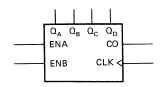 QA QB QC QD
ENA CO
ENB CLK